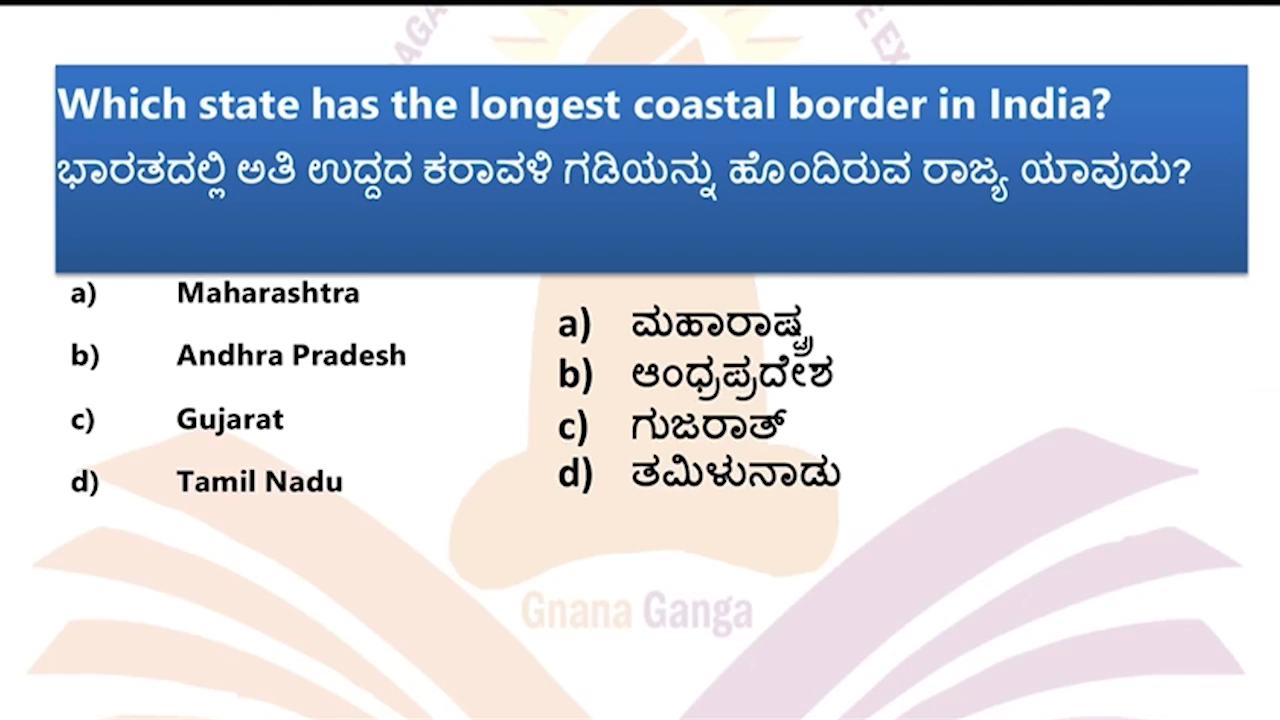 Which state has the longest coastal border in India?
ಭಾರತದಲ್ಲಿ ಅತಿ ಉದ್ದದ ಕರಾವಳಿ ಗಡಿಯನ್ನು ಹೊಂದಿರುವ ರಾಜ್ಯ ಯಾವುದು?
a) Maharashtra
b) Andhra Pradesh
c) Gujarat
d) Tamil Nadu
a) ಮಹಾರಾಷ್ಟ್ರ
b) ಆಂಧ್ರಪ್ರದೇಶ
c) ಗುಜರಾತ್
d) ತಮಿಳುನಾಡು
Gnana Ganga